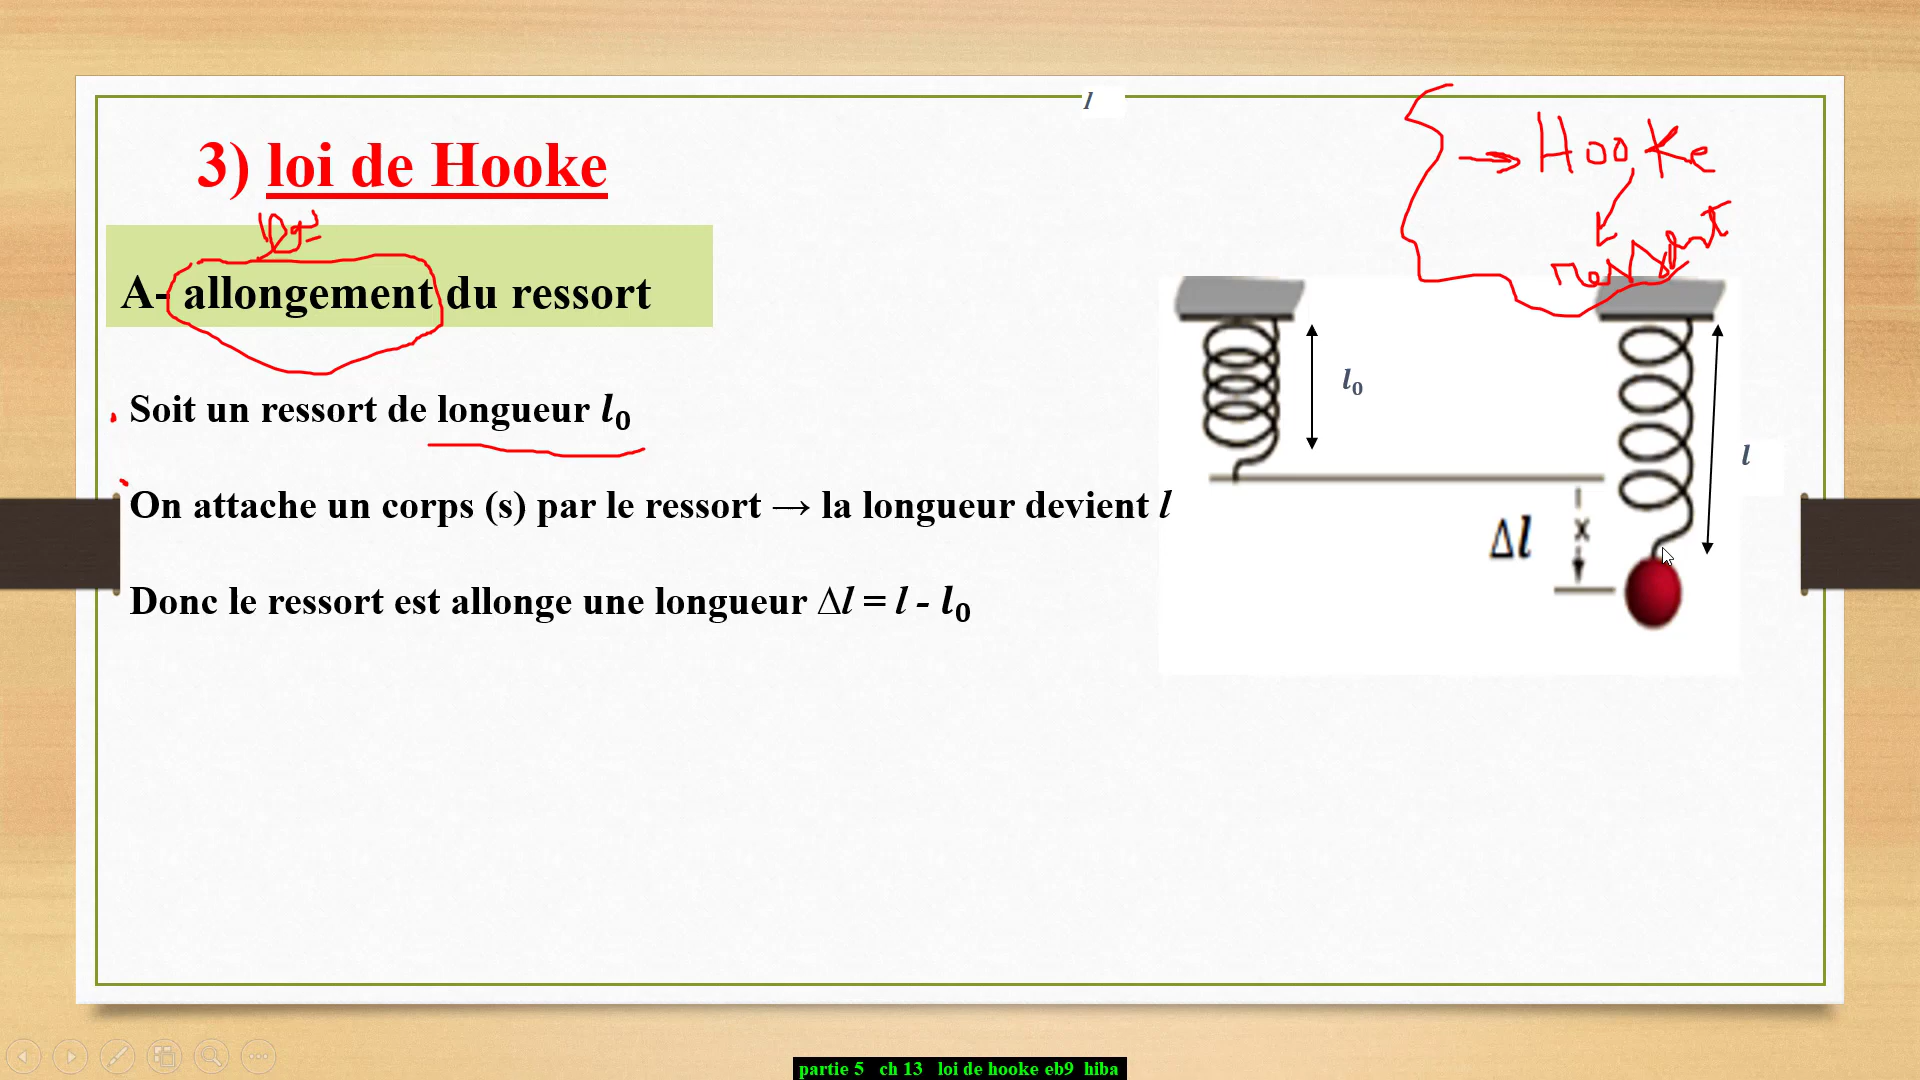 l
3) loi de Hooke
→ Hooke
ressort
A- allongement du ressort
l₀
Soit un ressort de longueur l₀
l
On attache un corps (s) par le ressort → la longueur devient l
Δl
x
Donc le ressort est allonge une longueur Δl = l - l₀
partie 5 ch 13 loi de hooke eb9 hiba